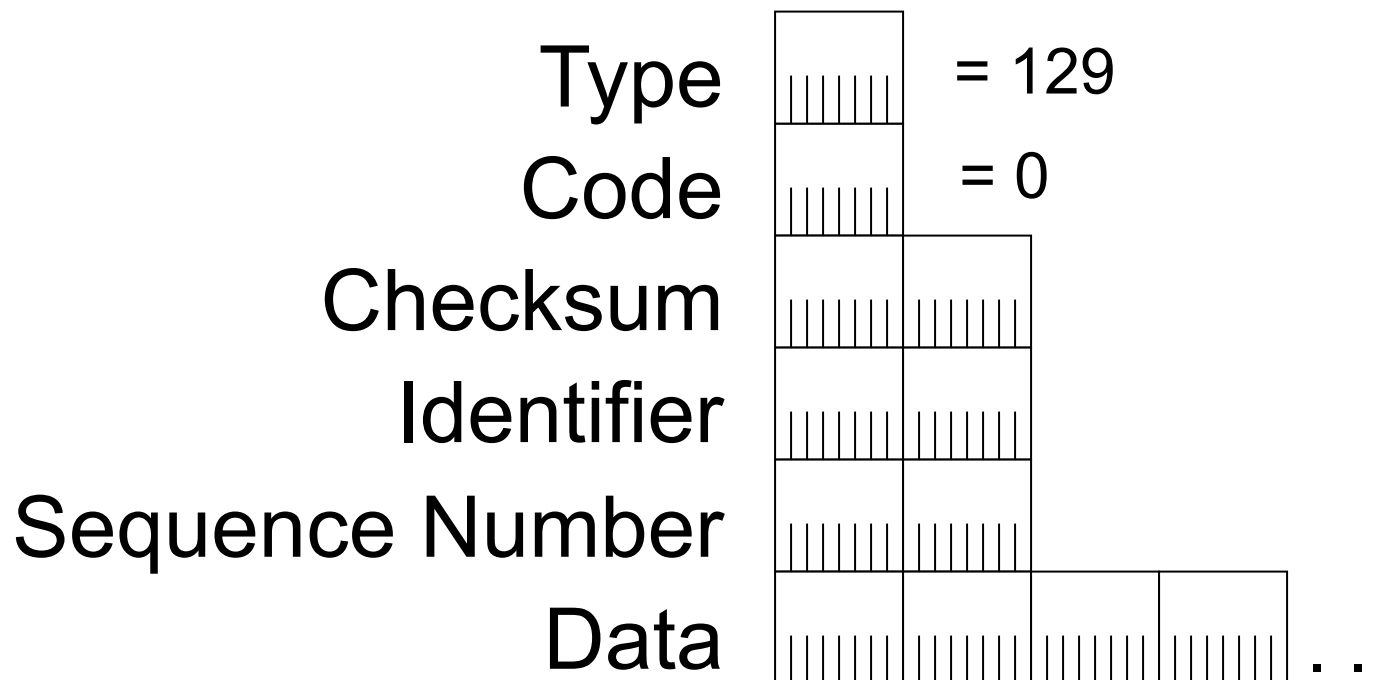 Type = 129
Code = 0
Checksum
Identifier
Sequence Number
Data . .